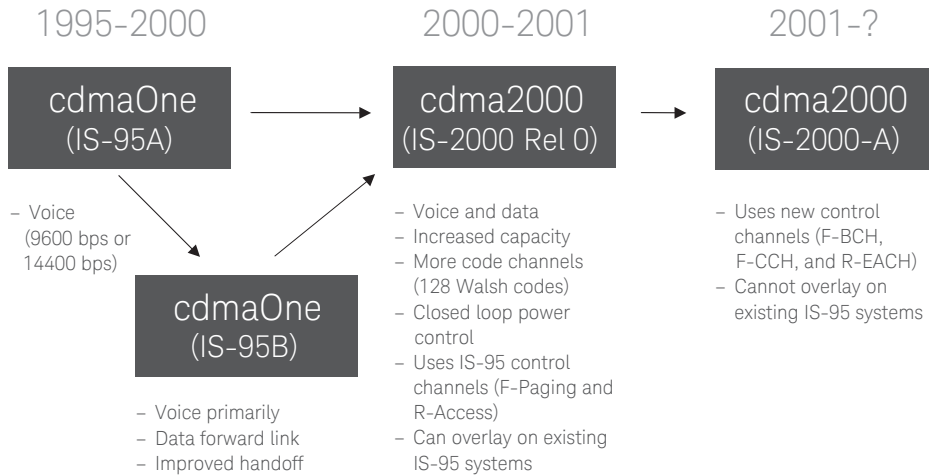 1995-2000
2000-2001
2001-?
cdmaOne
(IS-95A)
– Voice
(9600 bps or
14400 bps)
cdmaOne
(IS-95B)
– Voice primarily
– Data forward link
– Improved handoff
cdma2000
(IS-2000 Rel 0)
– Voice and data
– Increased capacity
– More code channels
(128 Walsh codes)
– Closed loop power
control
– Uses IS-95 control
channels (F-Paging and
R-Access)
– Can overlay on existing
IS-95 systems
cdma2000
(IS-2000-A)
– Uses new control
channels (F-BCH,
F-CCH, and R-EACH)
– Cannot overlay on
existing IS-95 systems